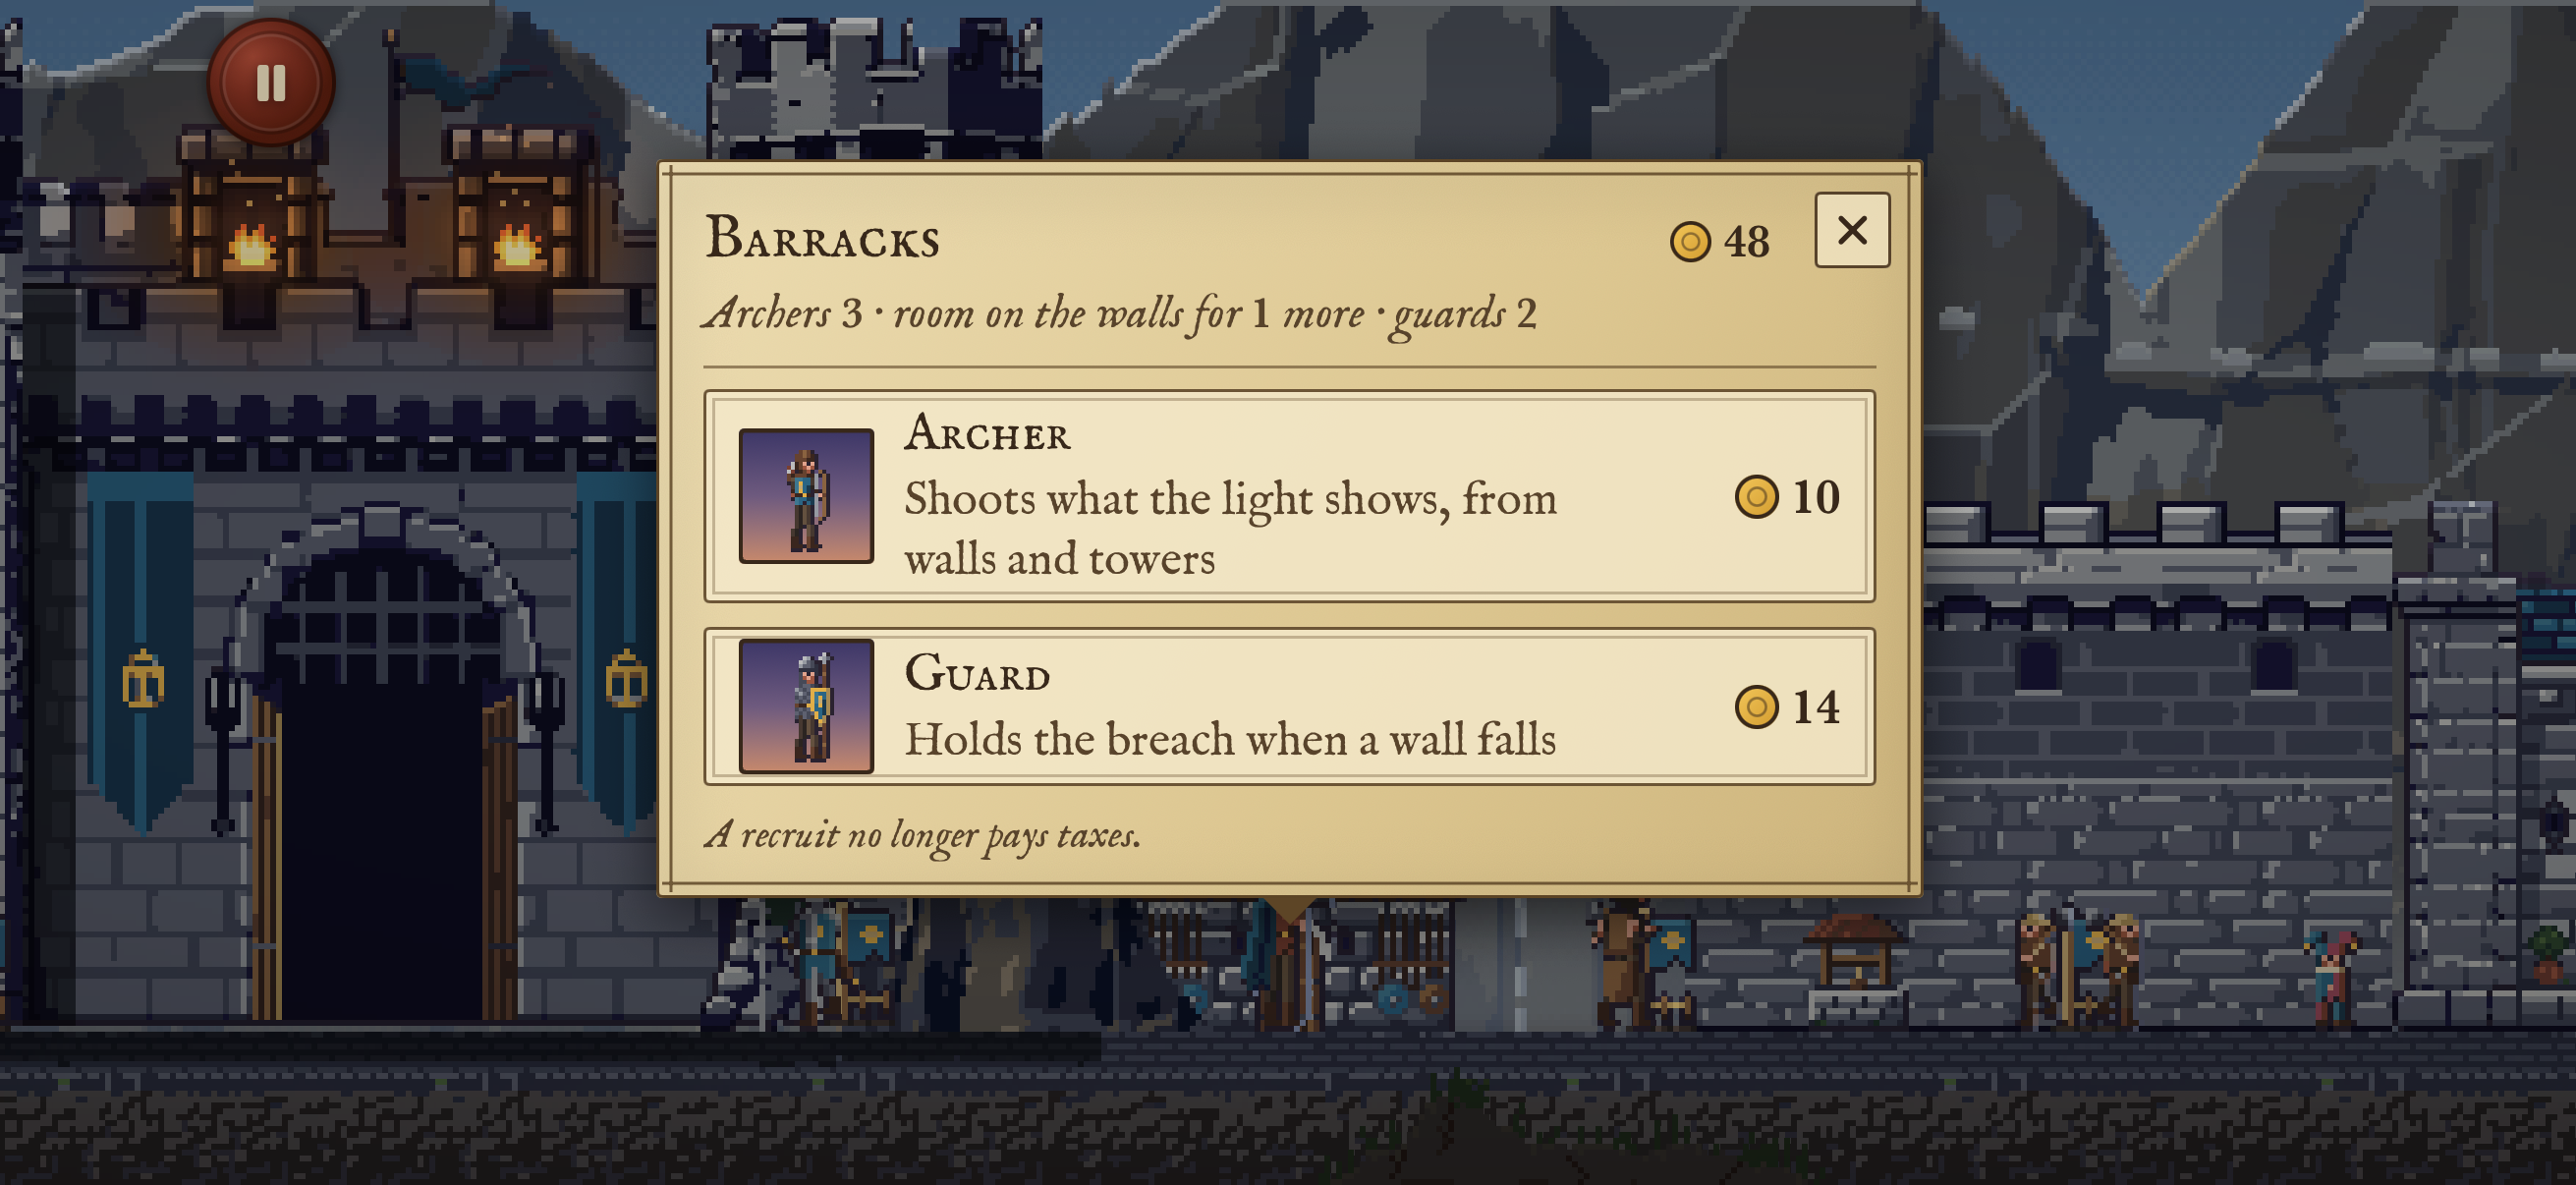 Barracks
48
Archers 3 · room on the walls for 1 more · guards 2
Archer
Shoots what the light shows, from
walls and towers
10
Guard
Holds the breach when a wall falls
14
A recruit no longer pays taxes.